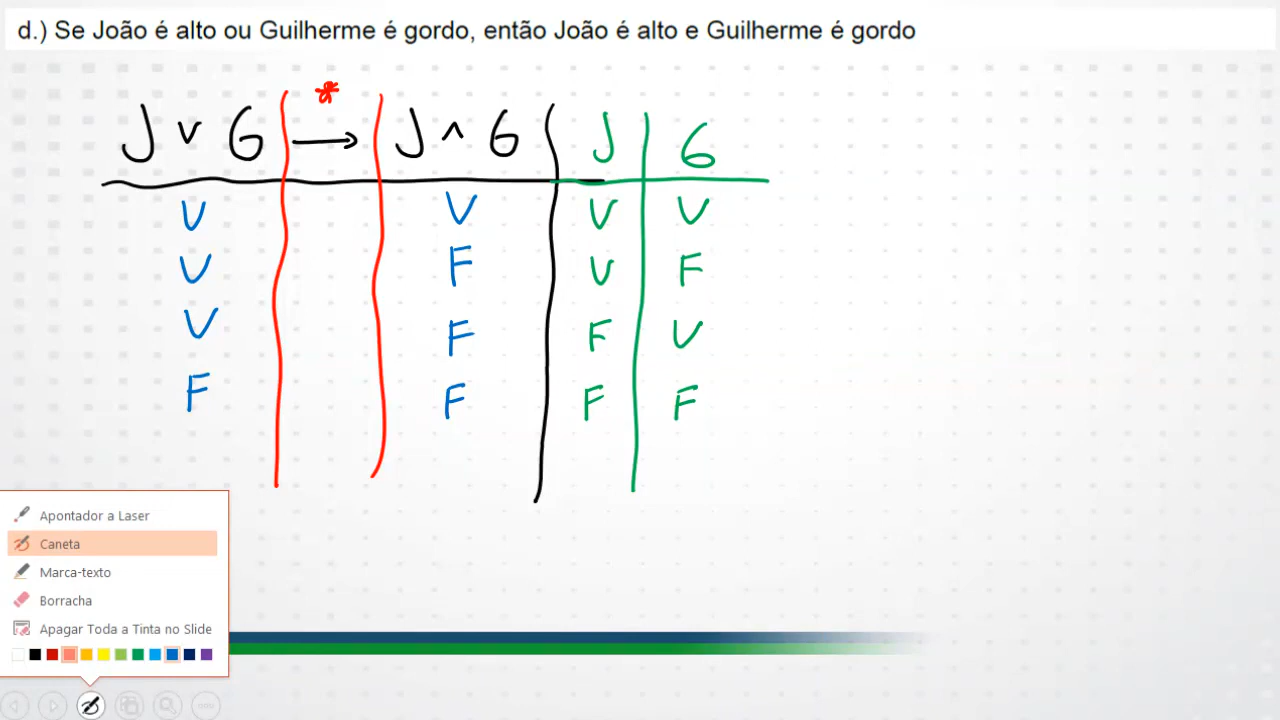 d.) Se João é alto ou Guilherme é gordo, então João é alto e Guilherme é gordo
*
J ∨ G → J ∧ G J G
V V V V
V F V F
V F F V
F F F F
Apontador a Laser
Caneta
Marca-texto
Borracha
Apagar Toda a Tinta no Slide